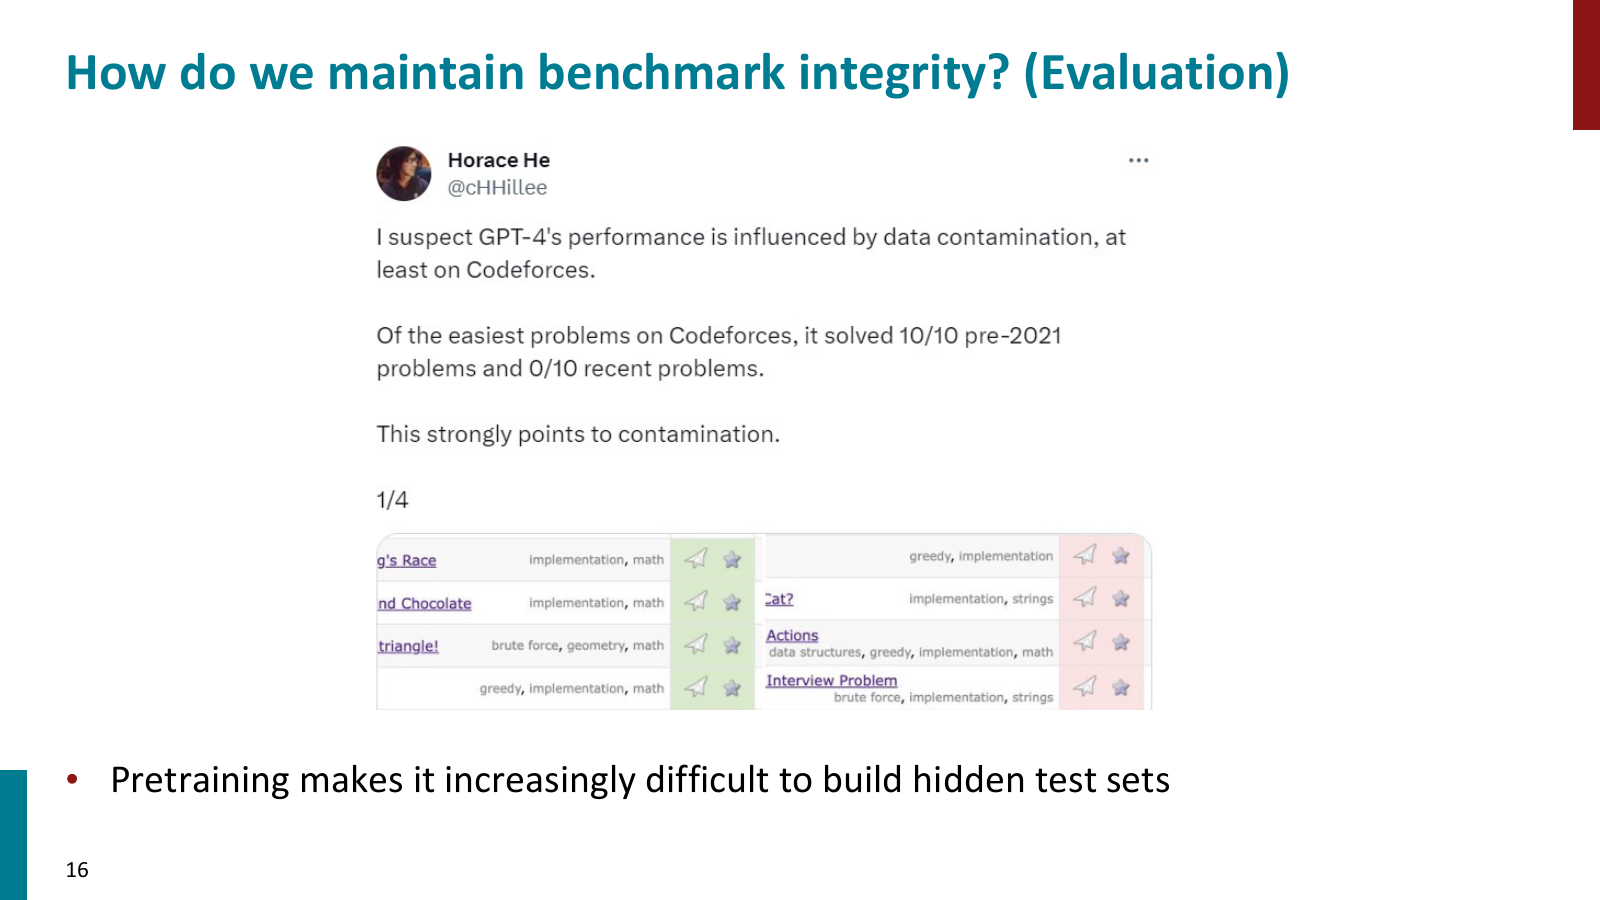 How do we maintain benchmark integrity? (Evaluation)
Horace He
@cHHillee
I suspect GPT-4's performance is influenced by data contamination, at
least on Codeforces.
Of the easiest problems on Codeforces, it solved 10/10 pre-2021
problems and 0/10 recent problems.
This strongly points to contamination.
1/4
g's Race implementation, math
nd Chocolate implementation, math
triangle! brute force, geometry, math
greedy, implementation, math
greedy, implementation
Cat? implementation, strings
Actions
data structures, greedy, implementation, math
Interview Problem
brute force, implementation, strings
• Pretraining makes it increasingly difficult to build hidden test sets
16